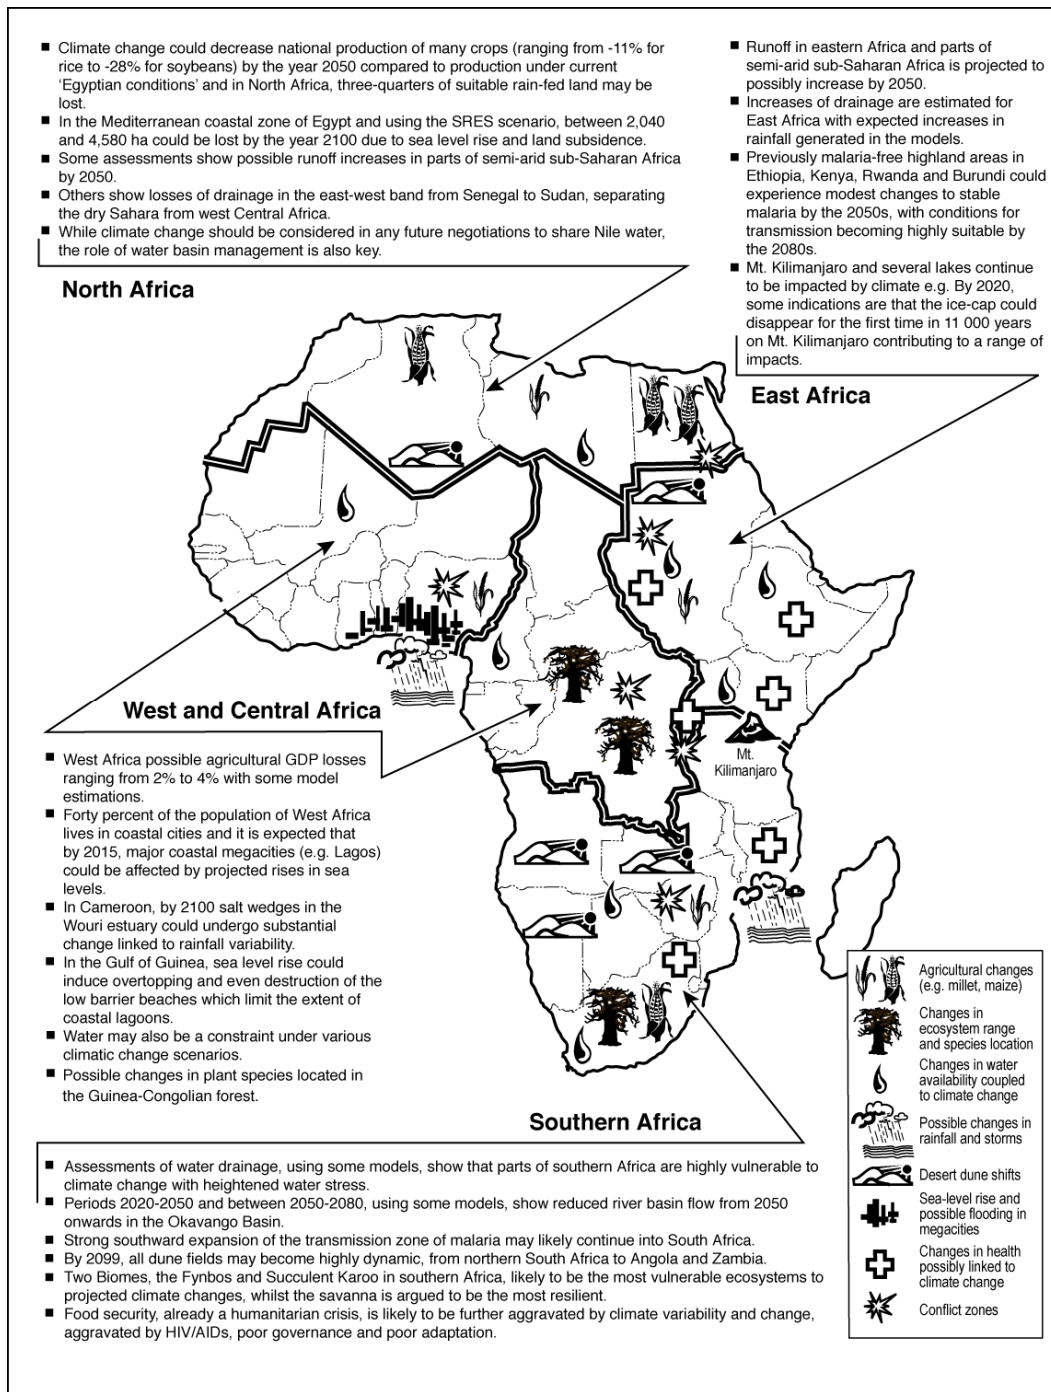 ■ Climate change could decrease national production of many crops (ranging from -11% for
rice to -28% for soybeans) by the year 2050 compared to production under current
‘Egyptian conditions’ and in North Africa, three-quarters of suitable rain-fed land may be
lost.
■ In the Mediterranean coastal zone of Egypt and using the SRES scenario, between 2,040
and 4,580 ha could be lost by the year 2100 due to sea level rise and land subsidence.
■ Some assessments show possible runoff increases in parts of semi-arid sub-Saharan Africa
by 2050.
■ Others show losses of drainage in the east-west band from Senegal to Sudan, separating
the dry Sahara from west Central Africa.
■ While climate change should be considered in any future negotiations to share Nile water,
the role of water basin management is also key.
North Africa
■ Runoff in eastern Africa and parts of
semi-arid sub-Saharan Africa is projected to
possibly increase by 2050.
■ Increases of drainage are estimated for
East Africa with expected increases in
rainfall generated in the models.
■ Previously malaria-free highland areas in
Ethiopia, Kenya, Rwanda and Burundi could
experience modest changes to stable
malaria by the 2050s, with conditions for
transmission becoming highly suitable by
the 2080s.
■ Mt. Kilimanjaro and several lakes continue
to be impacted by climate e.g. By 2020,
some indications are that the ice-cap could
disappear for the first time in 11 000 years
on Mt. Kilimanjaro contributing to a range of
impacts.
East Africa
Mt.
Kilimanjaro
West and Central Africa
■ West Africa possible agricultural GDP losses
ranging from 2% to 4% with some model
estimations.
■ Forty percent of the population of West Africa
lives in coastal cities and it is expected that
by 2015, major coastal megacities (e.g. Lagos)
could be affected by projected rises in sea
levels.
■ In Cameroon, by 2100 salt wedges in the
Wouri estuary could undergo substantial
change linked to rainfall variability.
■ In the Gulf of Guinea, sea level rise could
induce overtopping and even destruction of the
low barrier beaches which limit the extent of
coastal lagoons.
■ Water may also be a constraint under various
climatic change scenarios.
■ Possible changes in plant species located in
the Guinea-Congolian forest.
Agricultural changes
(e.g. millet, maize)
Changes in
ecosystem range
and species location
Changes in water
availability coupled
to climate change
Possible changes in
rainfall and storms
Desert dune shifts
Sea-level rise and
possible flooding in
megacities
Changes in health
possibly linked to
climate change
Conflict zones
Southern Africa
■ Assessments of water drainage, using some models, show that parts of southern Africa are highly vulnerable to
climate change with heightened water stress.
■ Periods 2020-2050 and between 2050-2080, using some models, show reduced river basin flow from 2050
onwards in the Okavango Basin.
■ Strong southward expansion of the transmission zone of malaria may likely continue into South Africa.
■ By 2099, all dune fields may become highly dynamic, from northern South Africa to Angola and Zambia.
■ Two Biomes, the Fynbos and Succulent Karoo in southern Africa, likely to be the most vulnerable ecosystems to
projected climate changes, whilst the savanna is argued to be the most resilient.
■ Food security, already a humanitarian crisis, is likely to be further aggravated by climate variability and change,
aggravated by HIV/AIDs, poor governance and poor adaptation.